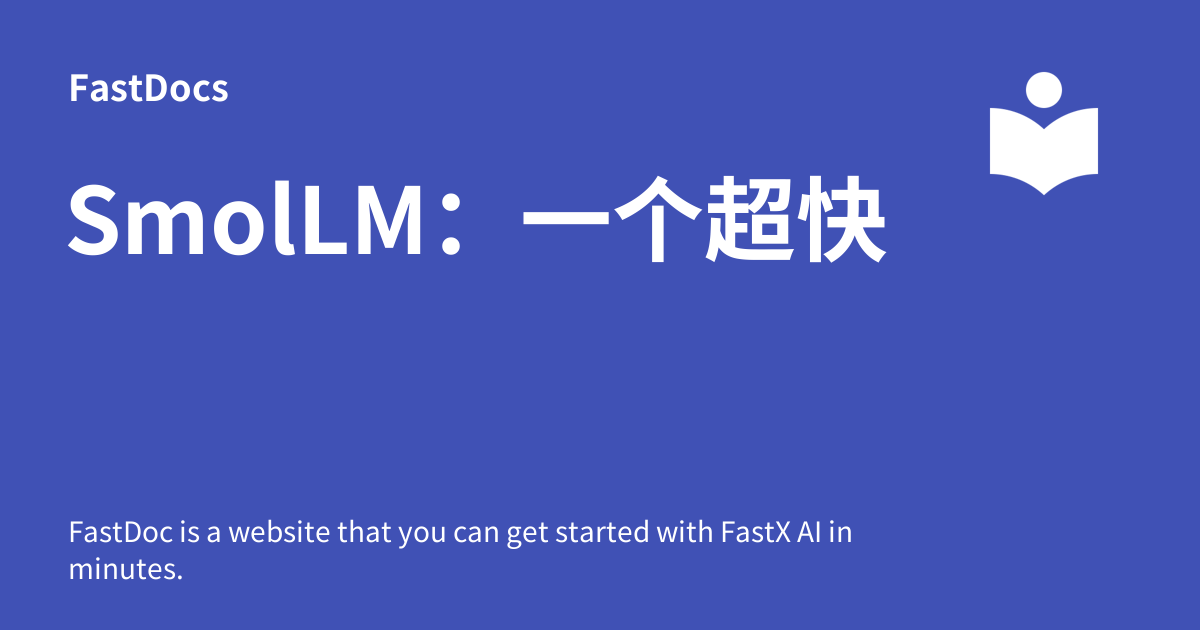 FastDocs
SmolLM：一个超快
FastDoc is a website that you can get started with FastX AI in
minutes.